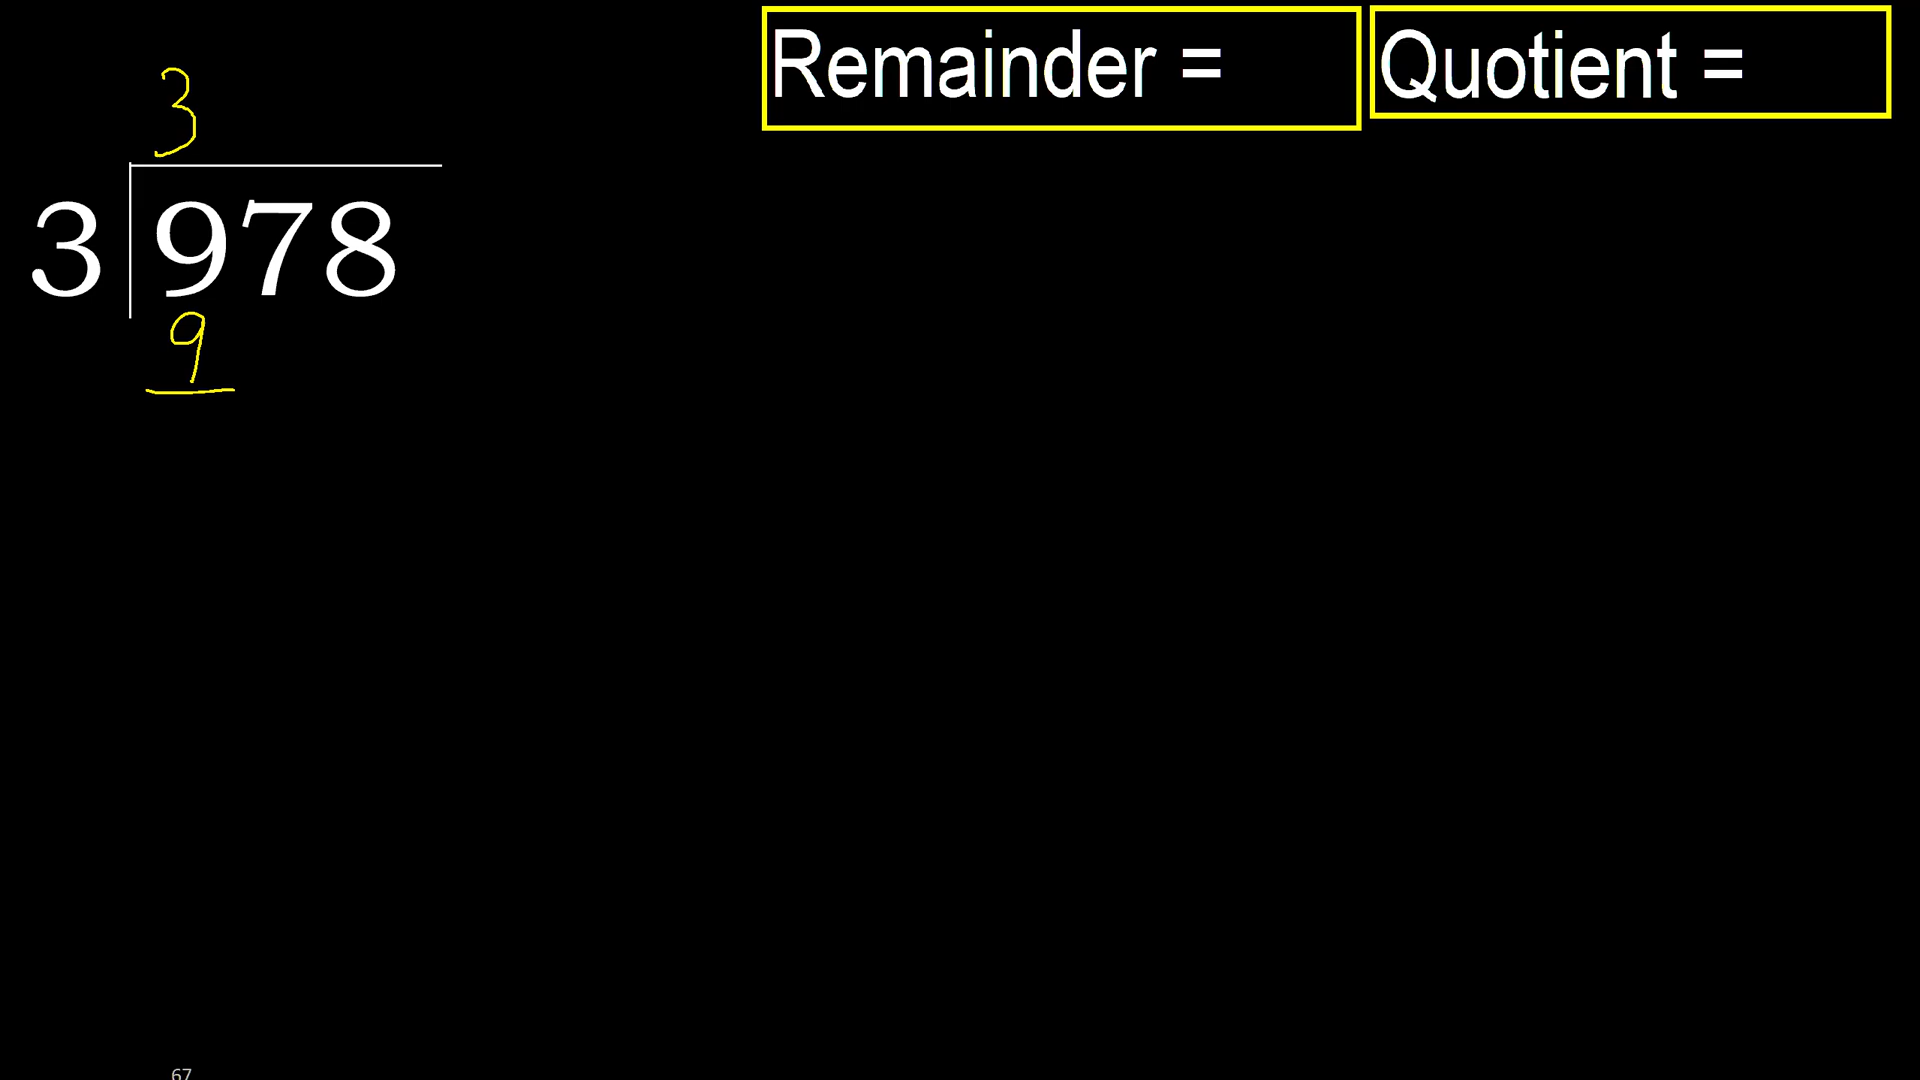 Remainder =
Quotient =
3
3 978
9
67